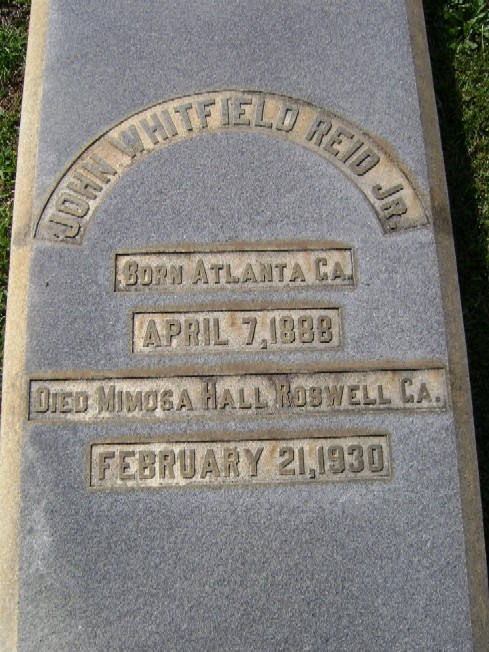 JOHN WHITFIELD REID JR.
BORN ATLANTA GA.
APRIL 7, 1888
DIED MIMOSA HALL ROSWELL GA.
FEBRUARY 21, 1930